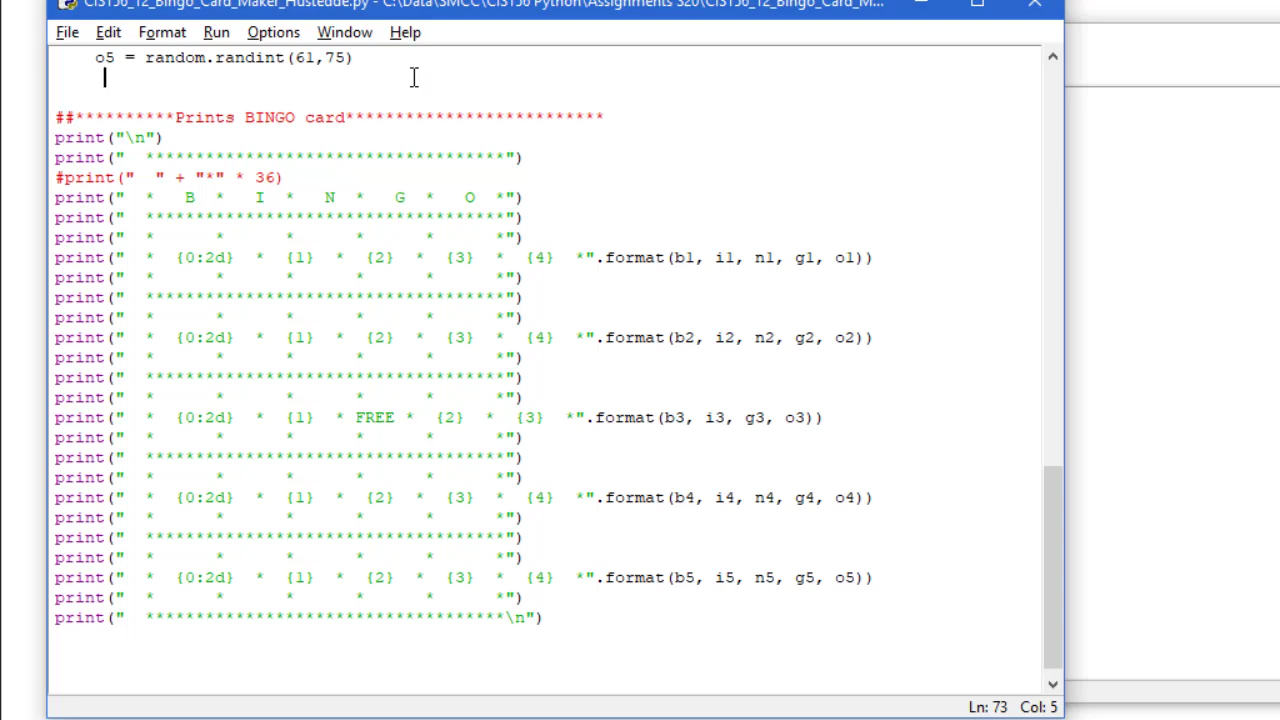 CIS156_12_Bingo_Card_Maker_Hustedde.py - C:\Data\SMCC\CIS156 Python\Assignments S20\CIS156_12_Bingo_Card_M...
File Edit Format Run Options Window Help
    o5 = random.randint(61,75)
##**********Prints BINGO card**************************
print("\n")
print("  ************************************")
#print("  " + "*" * 36)
print("  *   B  *   I  *   N  *   G  *   O  *")
print("  ************************************")
print("  *      *      *      *      *      *")
print("  *  {0:2d}  *  {1}  *  {2}  *  {3}  *  {4}  *".format(b1, i1, n1, g1, o1))
print("  *      *      *      *      *      *")
print("  ************************************")
print("  *      *      *      *      *      *")
print("  *  {0:2d}  *  {1}  *  {2}  *  {3}  *  {4}  *".format(b2, i2, n2, g2, o2))
print("  *      *      *      *      *      *")
print("  ************************************")
print("  *      *      *      *      *      *")
print("  *  {0:2d}  *  {1}  * FREE *  {2}  *  {3}  *".format(b3, i3, g3, o3))
print("  *      *      *      *      *      *")
print("  ************************************")
print("  *      *      *      *      *      *")
print("  *  {0:2d}  *  {1}  *  {2}  *  {3}  *  {4}  *".format(b4, i4, n4, g4, o4))
print("  *      *      *      *      *      *")
print("  ************************************")
print("  *      *      *      *      *      *")
print("  *  {0:2d}  *  {1}  *  {2}  *  {3}  *  {4}  *".format(b5, i5, n5, g5, o5))
print("  *      *      *      *      *      *")
print("  ************************************\n")
Ln: 73 Col: 5